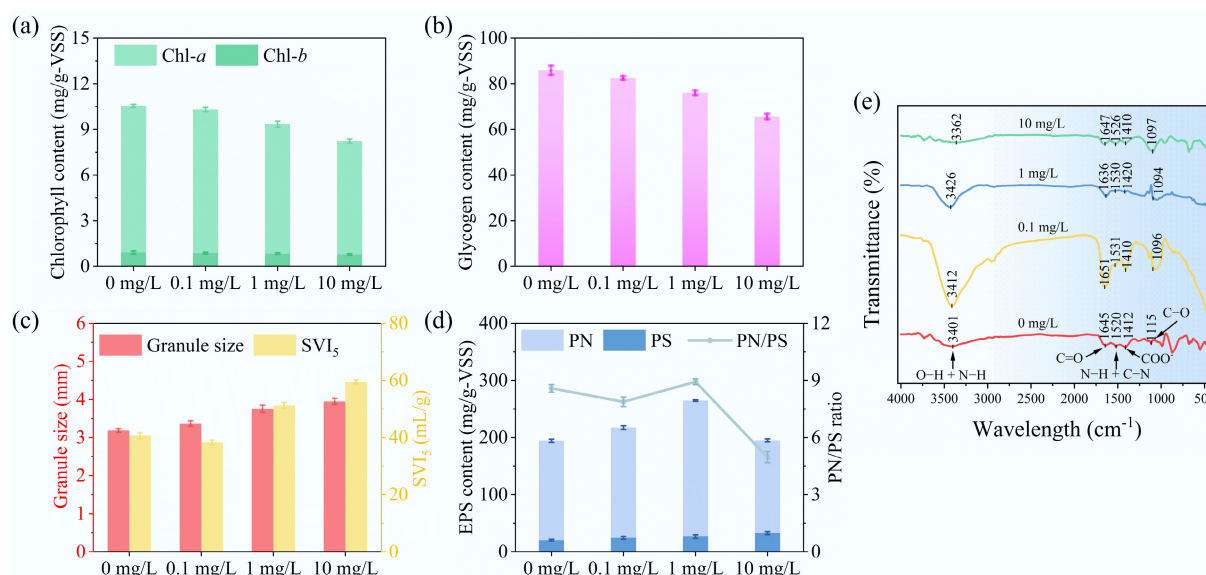 (a)
Chlorophyll content (mg/g-VSS)
15
12
9
6
3
0
Chl-a
Chl-b
0 mg/L
0.1 mg/L
1 mg/L
10 mg/L
(b)
Glycogen content (mg/g-VSS)
100
80
60
40
20
0
0 mg/L
0.1 mg/L
1 mg/L
10 mg/L
(c)
Granule size (mm)
6
5
4
3
2
1
0
Granule size
SVI₅
80
60
40
20
0
SVI₅ (mL/g)
0 mg/L
0.1 mg/L
1 mg/L
10 mg/L
(d)
EPS content (mg/g-VSS)
400
300
200
100
0
PN
PS
PN/PS
12
9
6
3
0
PN/PS ratio
0 mg/L
0.1 mg/L
1 mg/L
10 mg/L
(e)
Transmittance (%)
10 mg/L
3362
1647
1526
1410
1097
1 mg/L
3426
1636
1530
1420
1094
0.1 mg/L
3412
1651
1531
1410
1096
0 mg/L
3401
1645
1520
1412
1115
C−O
C=O
COO⁻
O−H + N−H
N−H + C−N
4000 3500 3000 2500 2000 1500 1000 500
Wavelength (cm⁻¹)